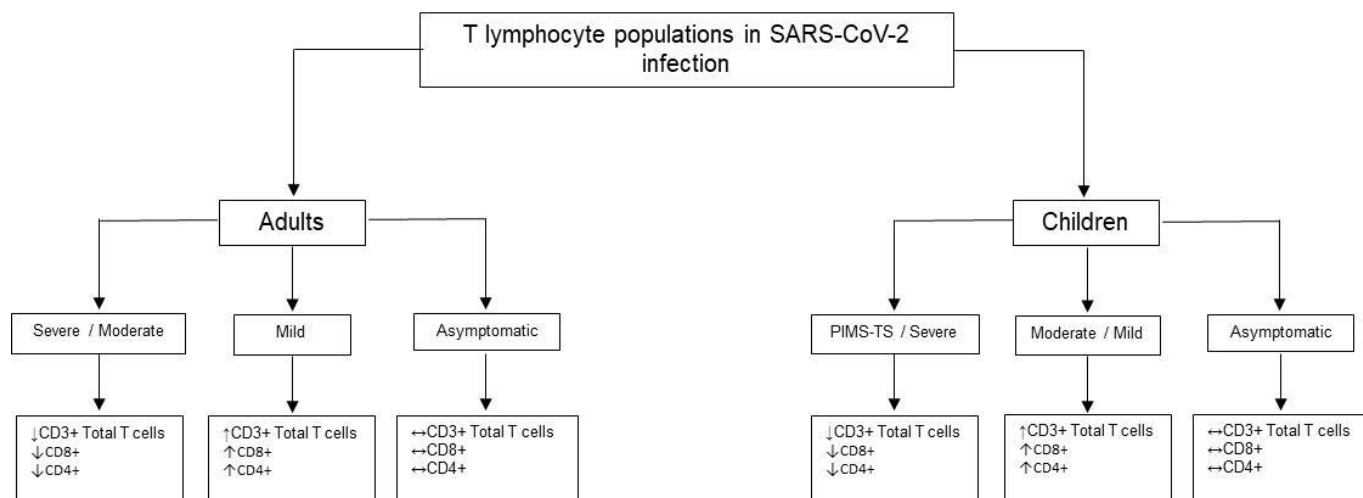 T lymphocyte populations in SARS-CoV-2
infection
Adults
Children
Severe / Moderate
Mild
Asymptomatic
PIMS-TS / Severe
Moderate / Mild
Asymptomatic
↓CD3+ Total T cells
↓CD8+
↓CD4+
↑CD3+ Total T cells
↑CD8+
↑CD4+
↔CD3+ Total T cells
↔CD8+
↔CD4+
↓CD3+ Total T cells
↓CD8+
↓CD4+
↑CD3+ Total T cells
↑CD8+
↑CD4+
↔CD3+ Total T cells
↔CD8+
↔CD4+